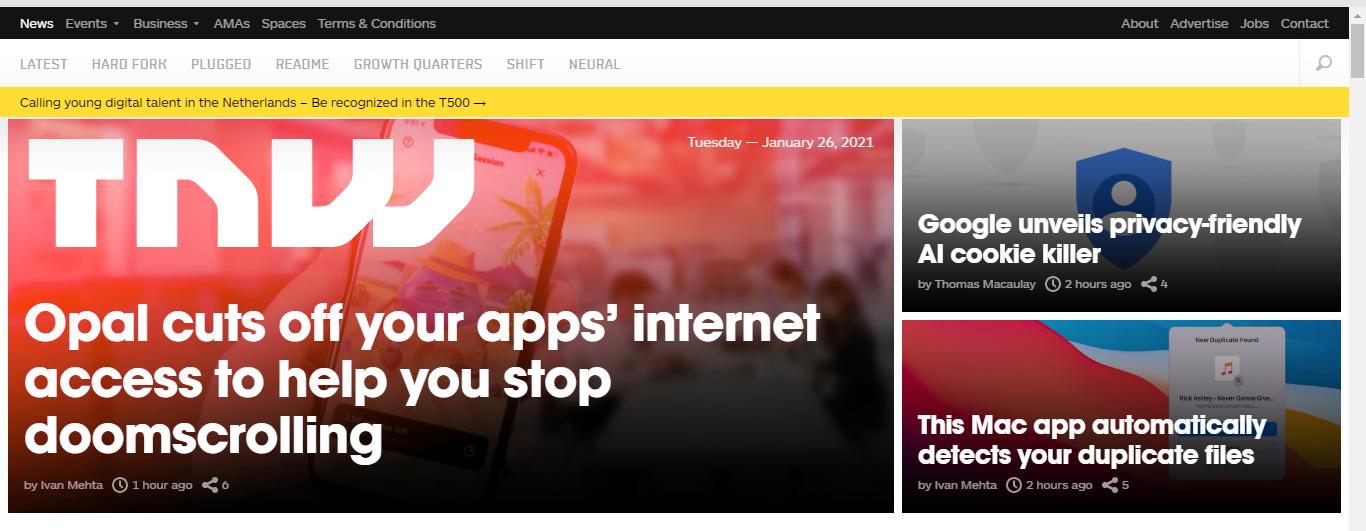 News Events Business AMAs Spaces Terms & Conditions About Advertise Jobs Contact
LATEST HARD FORK PLUGGED README GROWTH QUARTERS SHIFT NEURAL
Calling young digital talent in the Netherlands – Be recognized in the T500 →
TNW
Tuesday — January 26, 2021
Session
Opal cuts off your apps’ internet
access to help you stop
doomscrolling
by Ivan Mehta 1 hour ago 6
Google unveils privacy-friendly
AI cookie killer
by Thomas Macaulay 2 hours ago 4
New Duplicate Found
Rick Astley - Never Gonna Give...
This Mac app automatically
detects your duplicate files
by Ivan Mehta 2 hours ago 5